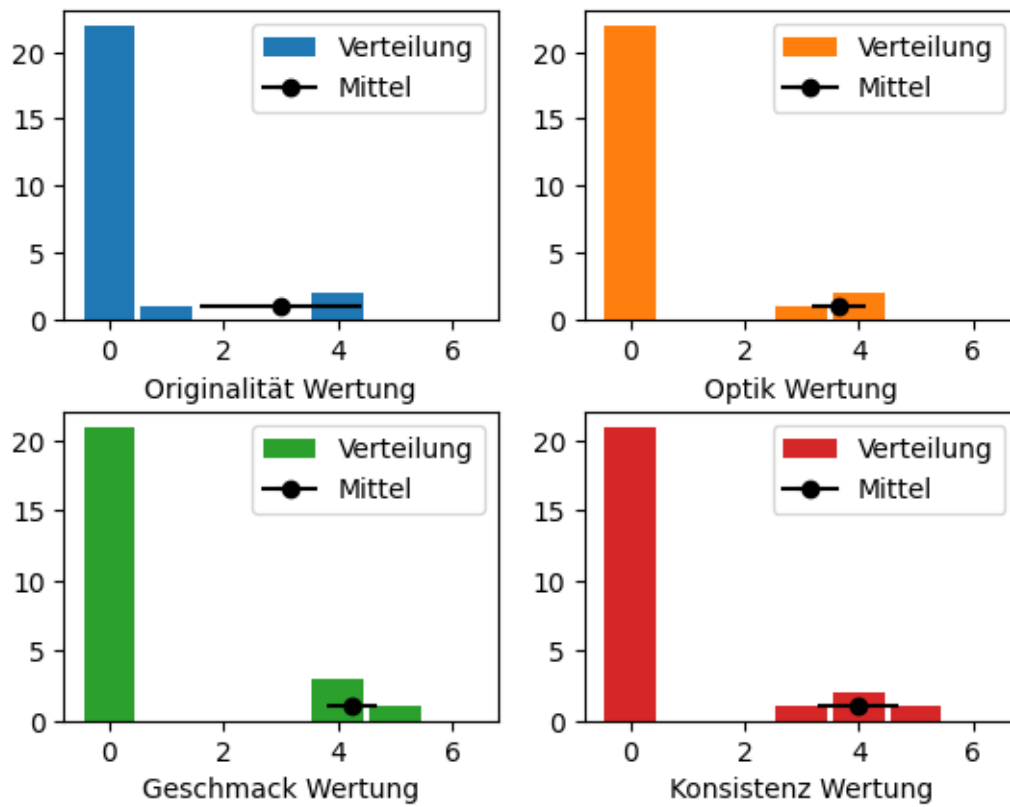 20
15
10
5
0
Verteilung
Mittel
0 2 4 6
Originalität Wertung
20
15
10
5
0
Verteilung
Mittel
0 2 4 6
Optik Wertung
20
15
10
5
0
Verteilung
Mittel
0 2 4 6
Geschmack Wertung
20
15
10
5
0
Verteilung
Mittel
0 2 4 6
Konsistenz Wertung